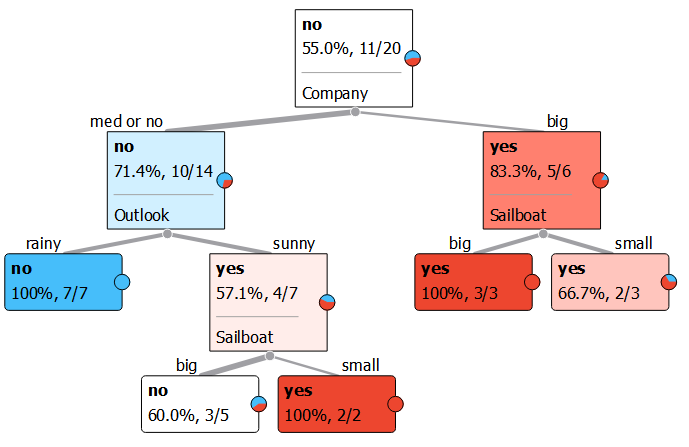 no
55.0%, 11/20
Company
med or no
big
no
71.4%, 10/14
Outlook
yes
83.3%, 5/6
Sailboat
rainy
sunny
big
small
no
100%, 7/7
yes
57.1%, 4/7
Sailboat
yes
100%, 3/3
yes
66.7%, 2/3
big
small
no
60.0%, 3/5
yes
100%, 2/2